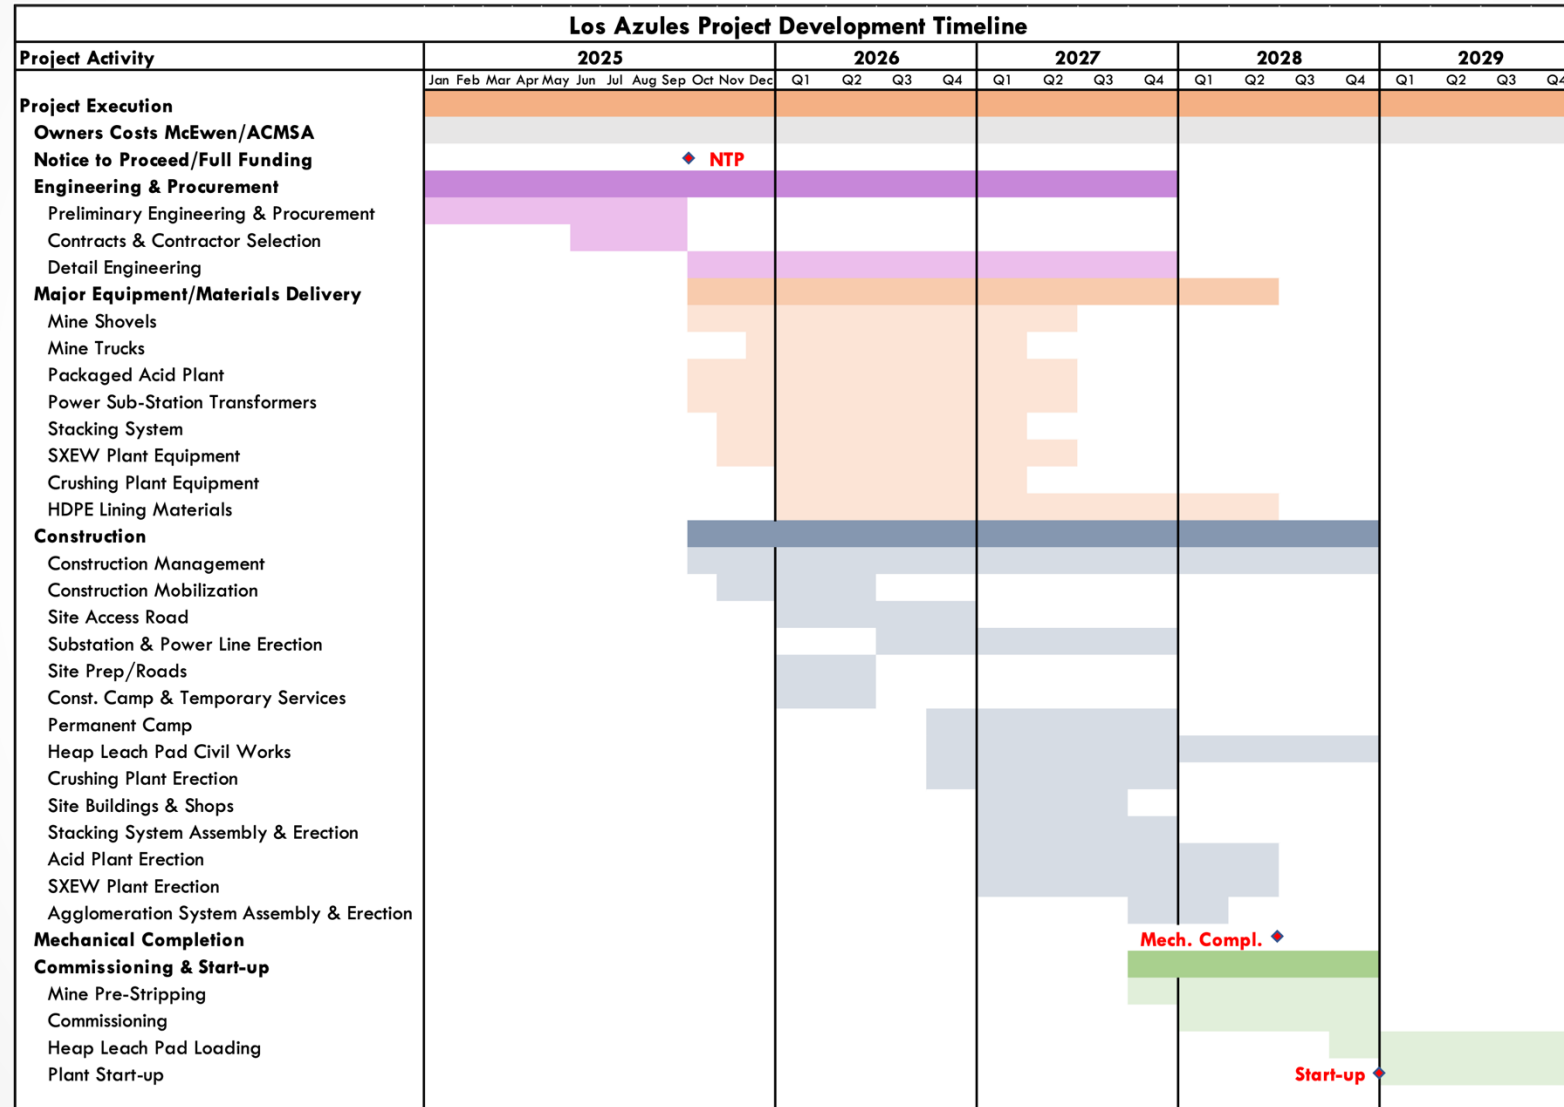 Los Azules Project Development Timeline
Project Activity 2025 2026 2027 2028 2029
Jan Feb Mar Apr May Jun Jul Aug Sep Oct Nov Dec Q1 Q2 Q3 Q4 Q1 Q2 Q3 Q4 Q1 Q2 Q3 Q4 Q1 Q2 Q3 Q4
Project Execution
Owners Costs McEwen/ACMSA
Notice to Proceed/Full Funding NTP
Engineering & Procurement
Preliminary Engineering & Procurement
Contracts & Contractor Selection
Detail Engineering
Major Equipment/Materials Delivery
Mine Shovels
Mine Trucks
Packaged Acid Plant
Power Sub-Station Transformers
Stacking System
SXEW Plant Equipment
Crushing Plant Equipment
HDPE Lining Materials
Construction
Construction Management
Construction Mobilization
Site Access Road
Substation & Power Line Erection
Site Prep/Roads
Const. Camp & Temporary Services
Permanent Camp
Heap Leach Pad Civil Works
Crushing Plant Erection
Site Buildings & Shops
Stacking System Assembly & Erection
Acid Plant Erection
SXEW Plant Erection
Agglomeration System Assembly & Erection
Mechanical Completion Mech. Compl.
Commissioning & Start-up
Mine Pre-Stripping
Commissioning
Heap Leach Pad Loading
Plant Start-up Start-up